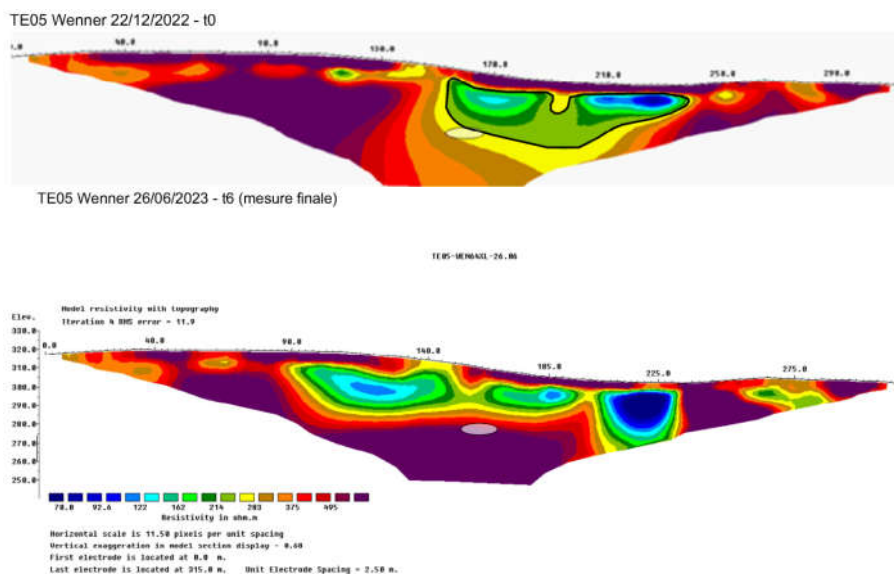 TE05 Wenner 22/12/2022 - t0
40.0 90.0 130.0 170.0 210.0 250.0 290.0
TE05 Wenner 26/06/2023 - t6 (mesure finale)
TE05-WEN64XL-26.06
Model resistivity with topography
Iteration 4 RMS error = 11.9
Elev.
330.0
320.0
310.0
300.0
290.0
280.0
270.0
260.0
250.0
0.0 40.0 90.0 140.0 185.0 225.0 275.0
70.0 92.6 122 162 214 283 375 495
Resistivity in ohm.m
Horizontal scale is 11.50 pixels per unit spacing
Vertical exaggeration in model section display = 0.60
First electrode is located at 0.0 m.
Last electrode is located at 315.0 m. Unit Electrode Spacing = 2.50 m.